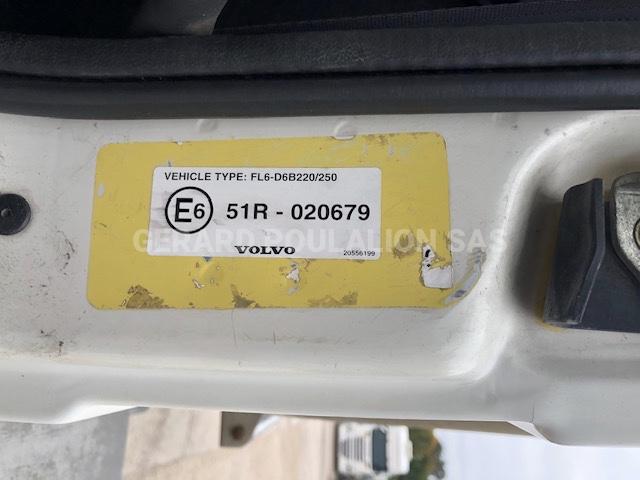 VEHICLE TYPE: FL6-D6B220/250
E6 51R - 020679
VOLVO 20556199
GERARD POULALION SAS